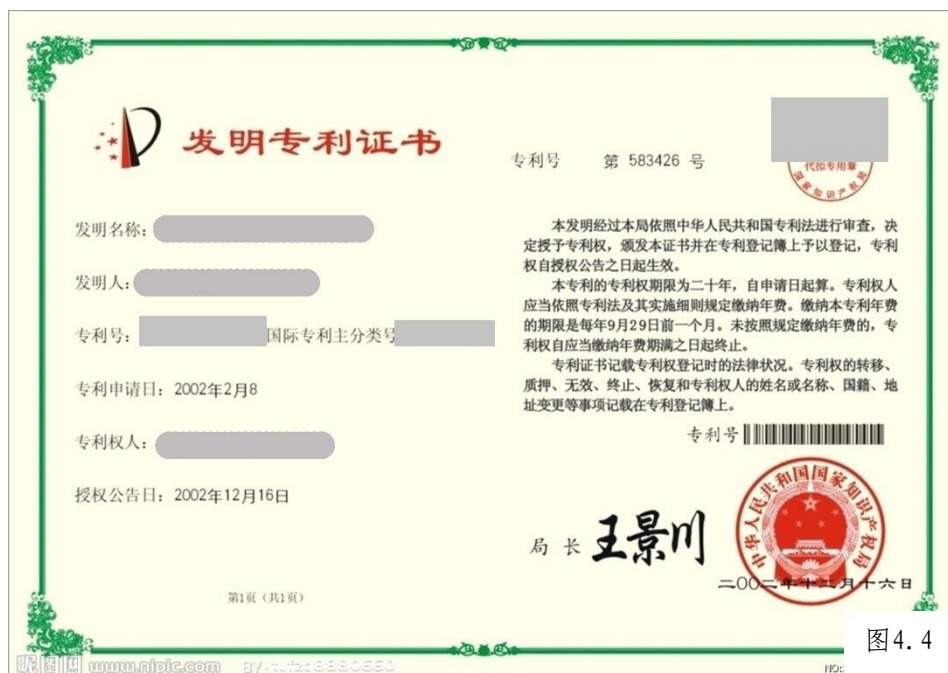 发明专利证书
专利号 第 583426 号
代扣专用章
国家知识产权局
发明名称:
发明人:
专利号: 国际专利主分类号
专利申请日: 2002年2月8
专利权人:
授权公告日: 2002年12月16日
第1页 (共1页)
本发明经过本局依照中华人民共和国专利法进行审查,决
定授予专利权,颁发本证书并在专利登记簿上予以登记,专利
权自授权公告之日起生效。
本专利的专利权期限为二十年,自申请日起算。专利权人
应当依照专利法及其实施细则规定缴纳年费。缴纳本专利年费
的期限是每年9月29日前一个月。未按照规定缴纳年费的,专
利权自应当缴纳年费期满之日起终止。
专利证书记载专利权登记时的法律状况。专利权的转移、
质押、无效、终止、恢复和专利权人的姓名或名称、国籍、地
址变更等事项记载在专利登记簿上。
专利号
局长 王景川
中华人民共和国国家知识产权局
二〇〇二年十二月十六日
图4.4
昵图网 www.nipic.com
NO: